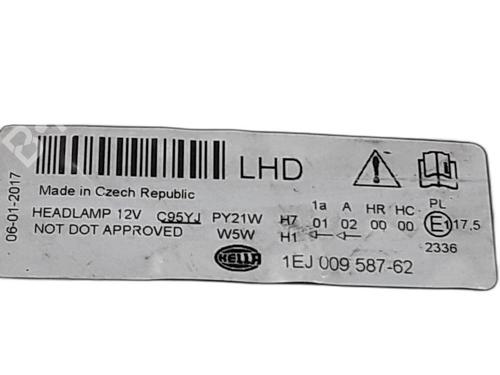 LHD
06-01-2017
Made in Czech Republic
1a A HR HC PL
HEADLAMP 12V C95YJ PY21W H7 01 02 00 00 E1 17.5
NOT DOT APPROVED W5W H1 2336
HELLA 1EJ 009 587-62